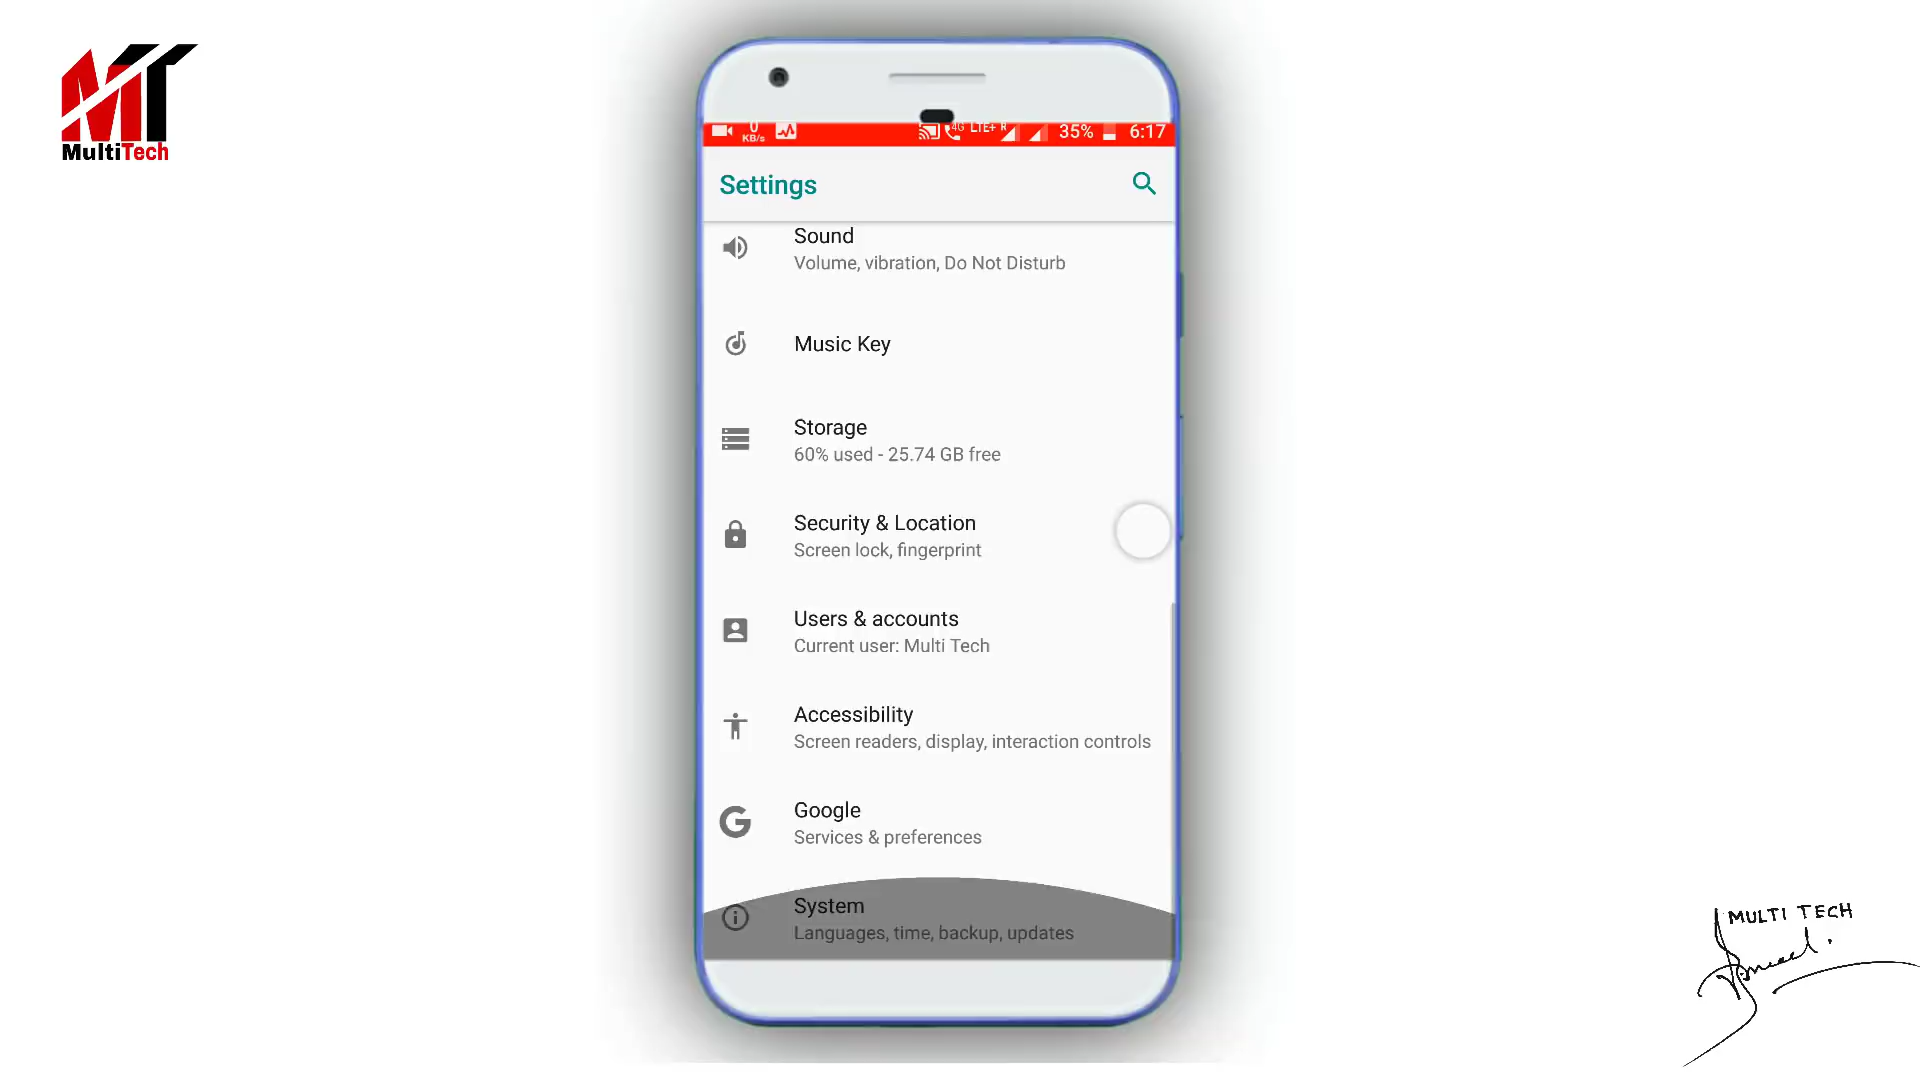 MT
MultiTech
0 KB/s 4G LTE+ R 35% 6:17
Settings
Sound
Volume, vibration, Do Not Disturb
Music Key
Storage
60% used - 25.74 GB free
Security & Location
Screen lock, fingerprint
Users & accounts
Current user: Multi Tech
Accessibility
Screen readers, display, interaction controls
G
Google
Services & preferences
System
Languages, time, backup, updates
MULTI TECH